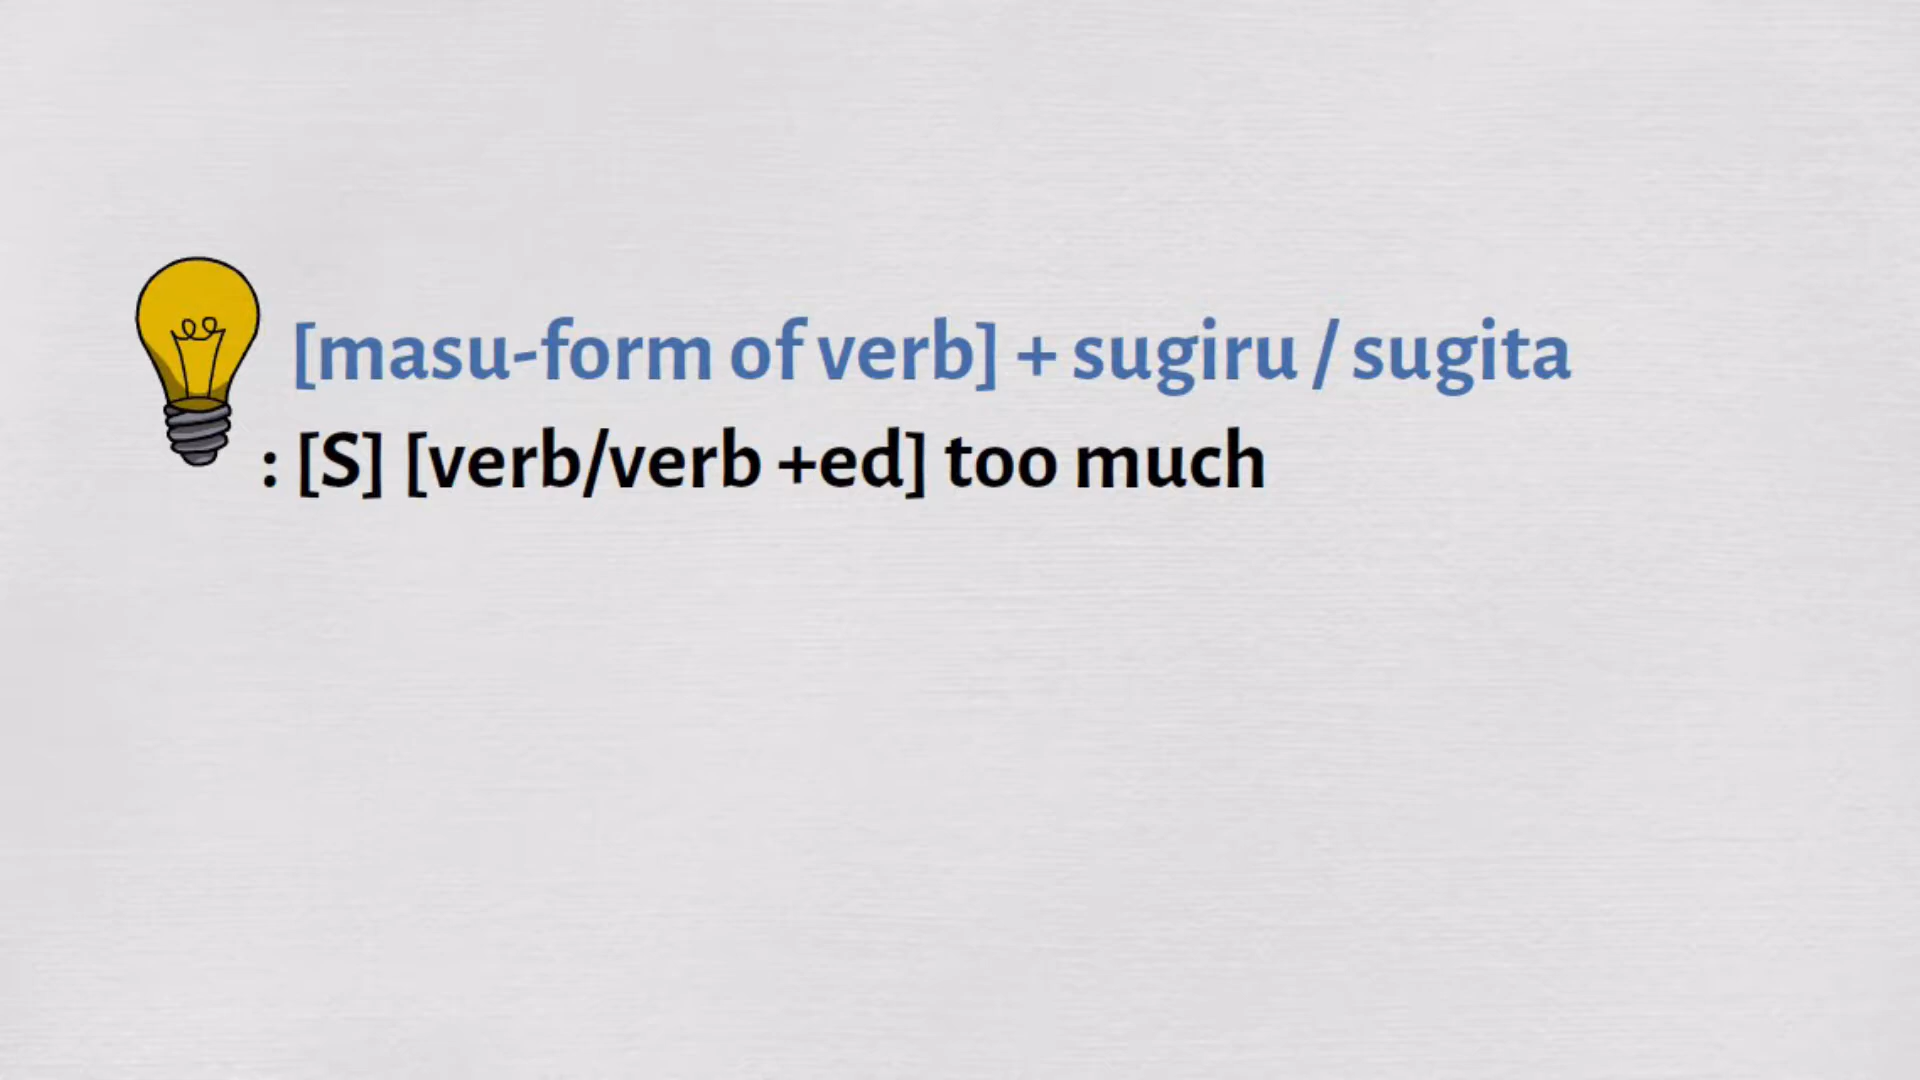 [masu-form of verb] + sugiru / sugita
: [S] [verb/verb +ed] too much